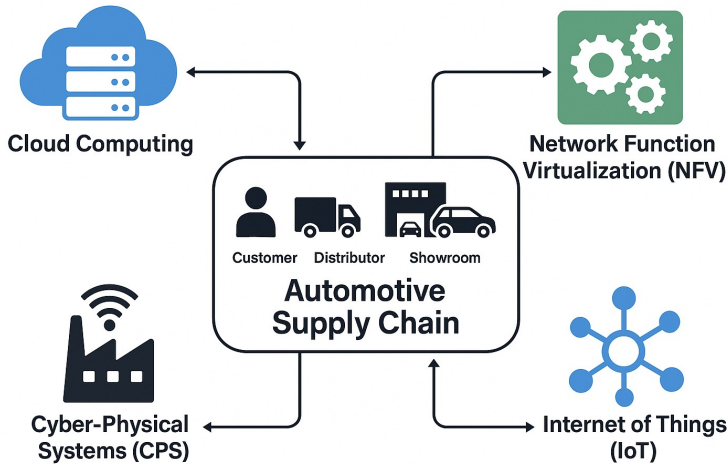 Cloud Computing
Network Function
Virtualization (NFV)
Customer Distributor Showroom
Automotive
Supply Chain
Cyber-Physical
Systems (CPS)
Internet of Things
(IoT)